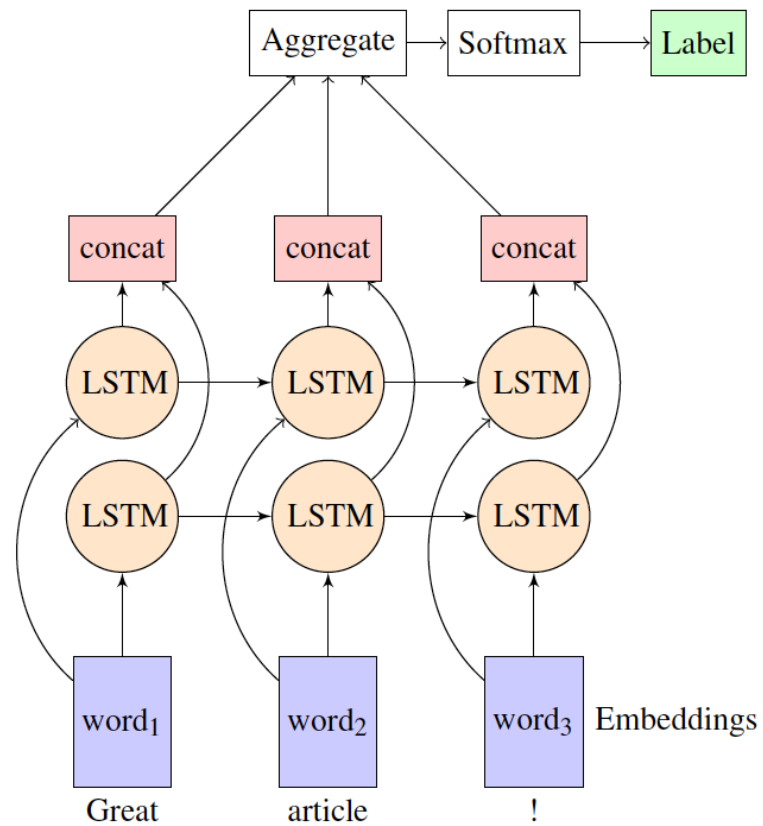 Aggregate Softmax Label
concat concat concat
LSTM LSTM LSTM
LSTM LSTM LSTM
word₁ word₂ word₃ Embeddings
Great article !